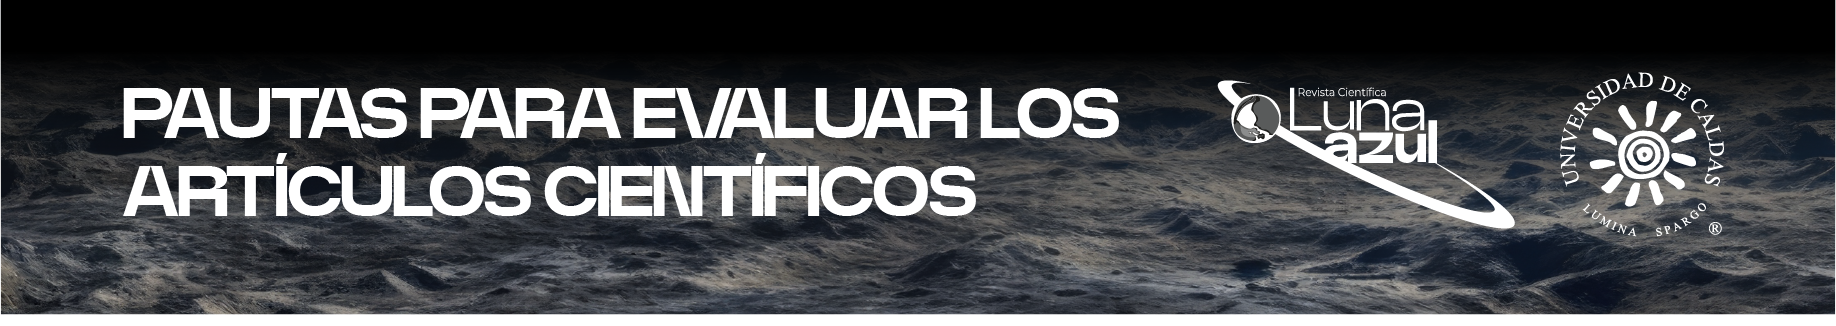 PAUTAS PARA EVALUAR LOS
ARTÍCULOS CIENTÍFICOS
Revista Científica
Luna
azul
UNIVERSIDAD DE CALDAS
LUMINA SPARGO
®